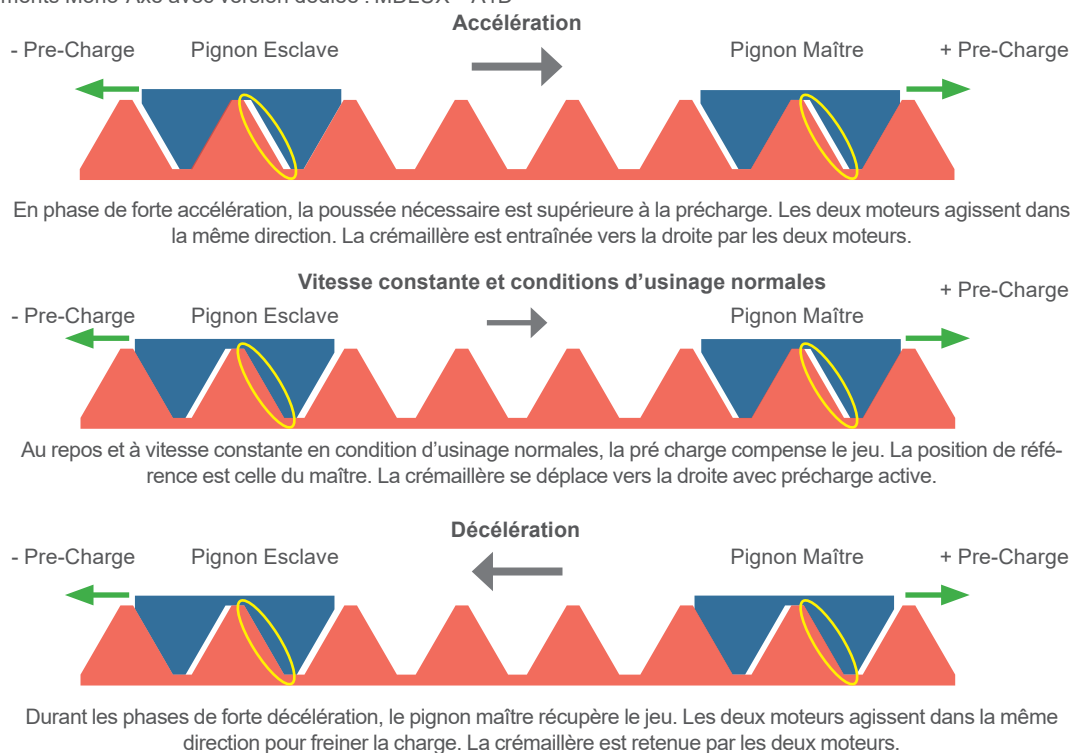 Accélération
- Pre-Charge Pignon Esclave Pignon Maître + Pre-Charge
En phase de forte accélération, la poussée nécessaire est supérieure à la précharge. Les deux moteurs agissent dans
la même direction. La crémaillère est entraînée vers la droite par les deux moteurs.
Vitesse constante et conditions d'usinage normales
- Pre-Charge Pignon Esclave Pignon Maître + Pre-Charge
Au repos et à vitesse constante en condition d'usinage normales, la pré charge compense le jeu. La position de réfé-
rence est celle du maître. La crémaillère se déplace vers la droite avec précharge active.
Décélération
- Pre-Charge Pignon Esclave Pignon Maître + Pre-Charge
Durant les phases de forte décélération, le pignon maître récupère le jeu. Les deux moteurs agissent dans la même
direction pour freiner la charge. La crémaillère est retenue par les deux moteurs.